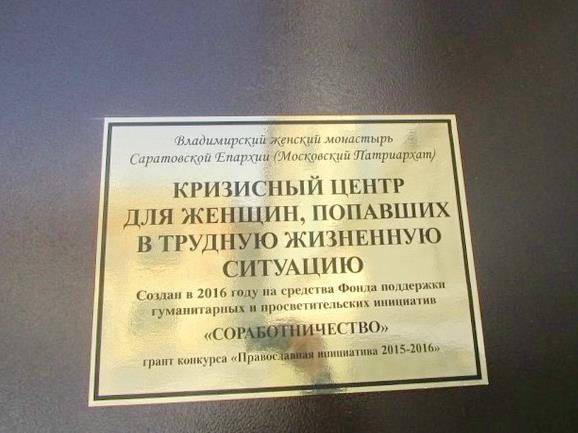 Владимирский женский монастырь
Саратовской Епархии (Московский Патриархат)
КРИЗИСНЫЙ ЦЕНТР
ДЛЯ ЖЕНЩИН, ПОПАВШИХ
В ТРУДНУЮ ЖИЗНЕННУЮ
СИТУАЦИЮ
Создан в 2016 году на средства Фонда поддержки
гуманитарных и просветительских инициатив
«СОРАБОТНИЧЕСТВО»
грант конкурса «Православная инициатива 2015-2016»